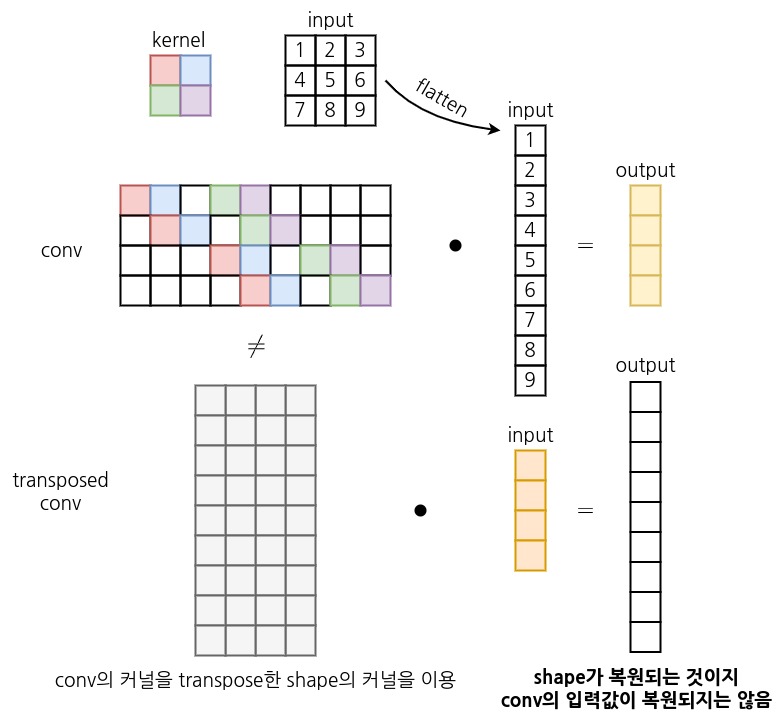 kernel
input
1 2 3
4 5 6
7 8 9
flatten
input
1
2
3
4
5
6
7
8
9
output
conv
=
≠
output
input
transposed
conv
=
conv의 커널을 transpose한 shape의 커널을 이용
shape가 복원되는 것이지
conv의 입력값이 복원되지는 않음